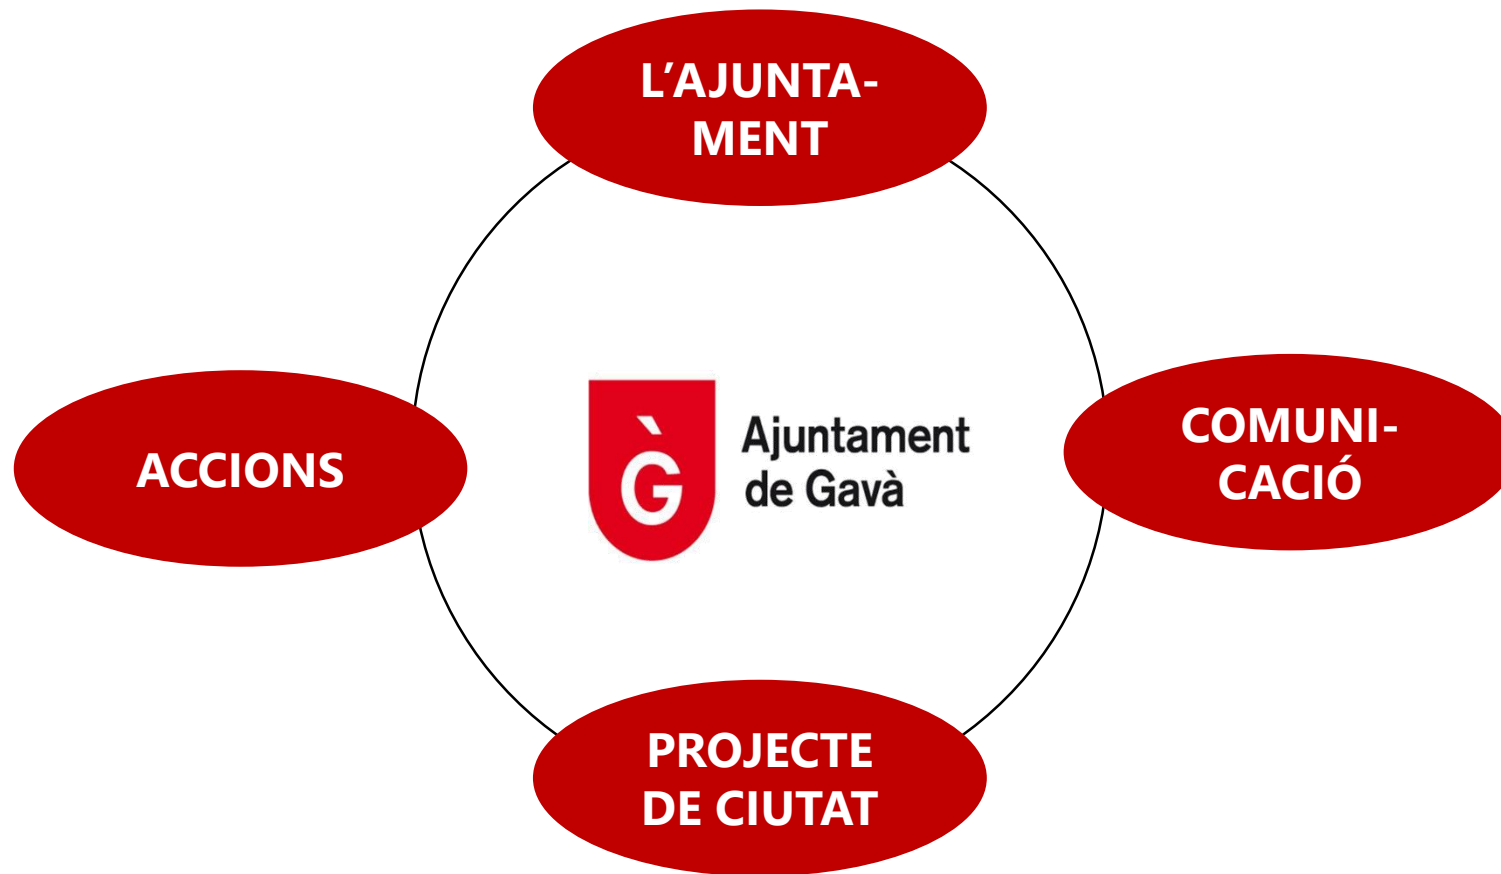 L’AJUNTA-
MENT
ACCIONS
G̀
Ajuntament
de Gavà
COMUNI-
CACIÓ
PROJECTE
DE CIUTAT